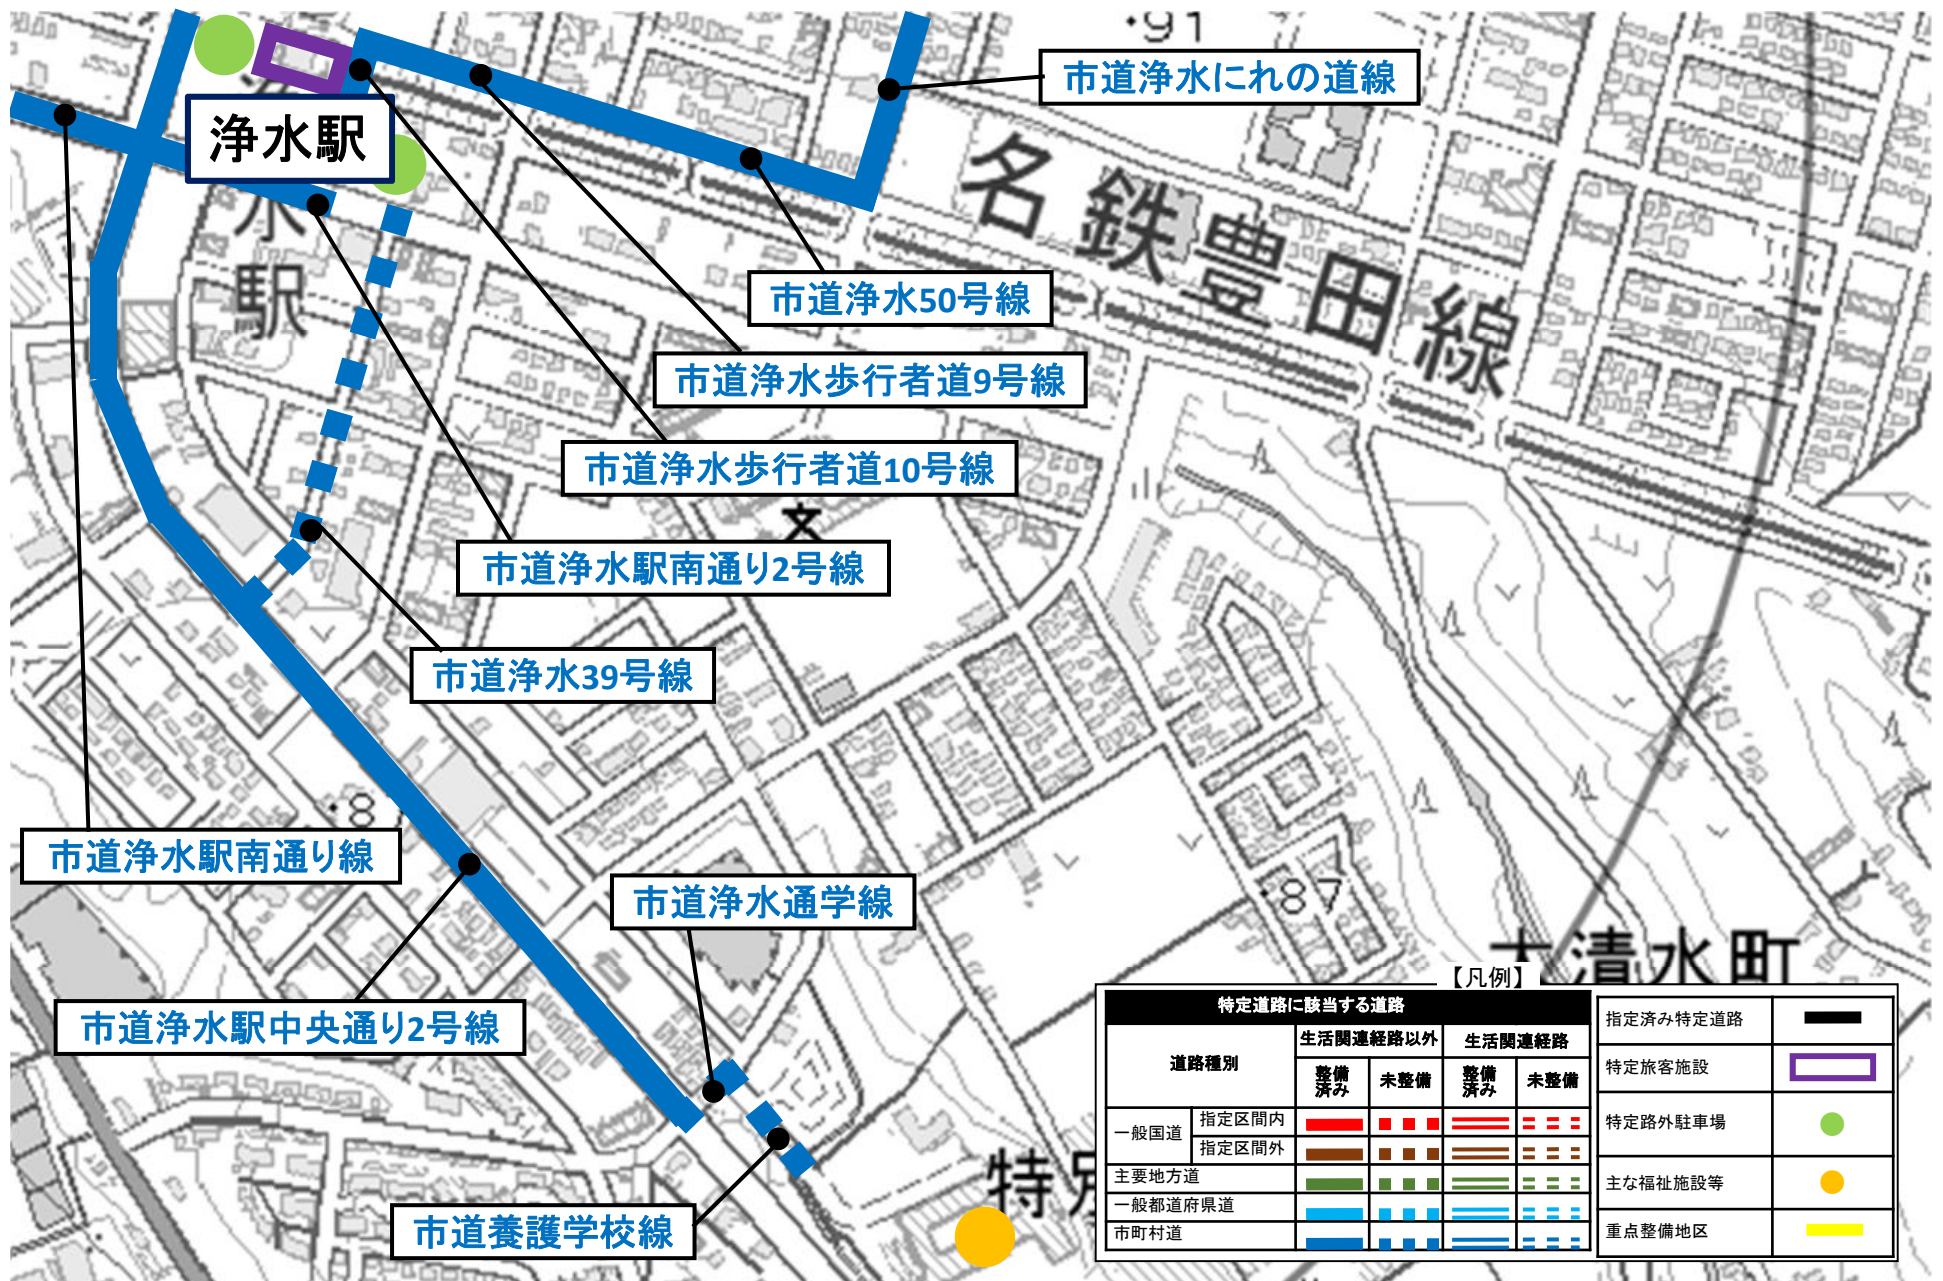 ・91
市道浄水にれの道線
浄水駅
水
駅
名鉄豊田線
市道浄水50号線
市道浄水歩行者道9号線
市道浄水歩行者道10号線
文
市道浄水駅南通り2号線
市道浄水39号線
・8
市道浄水駅南通り線
市道浄水通学線
・87
大清水町
市道浄水駅中央通り2号線
特別
市道養護学校線
【凡例】
特定道路に該当する道路
道路種別
生活関連経路以外
生活関連経路
整備
済み
未整備
整備
済み
未整備
一般国道
指定区間内
指定区間外
主要地方道
一般都道府県道
市町村道
指定済み特定道路
特定旅客施設
特定路外駐車場
主な福祉施設等
重点整備地区